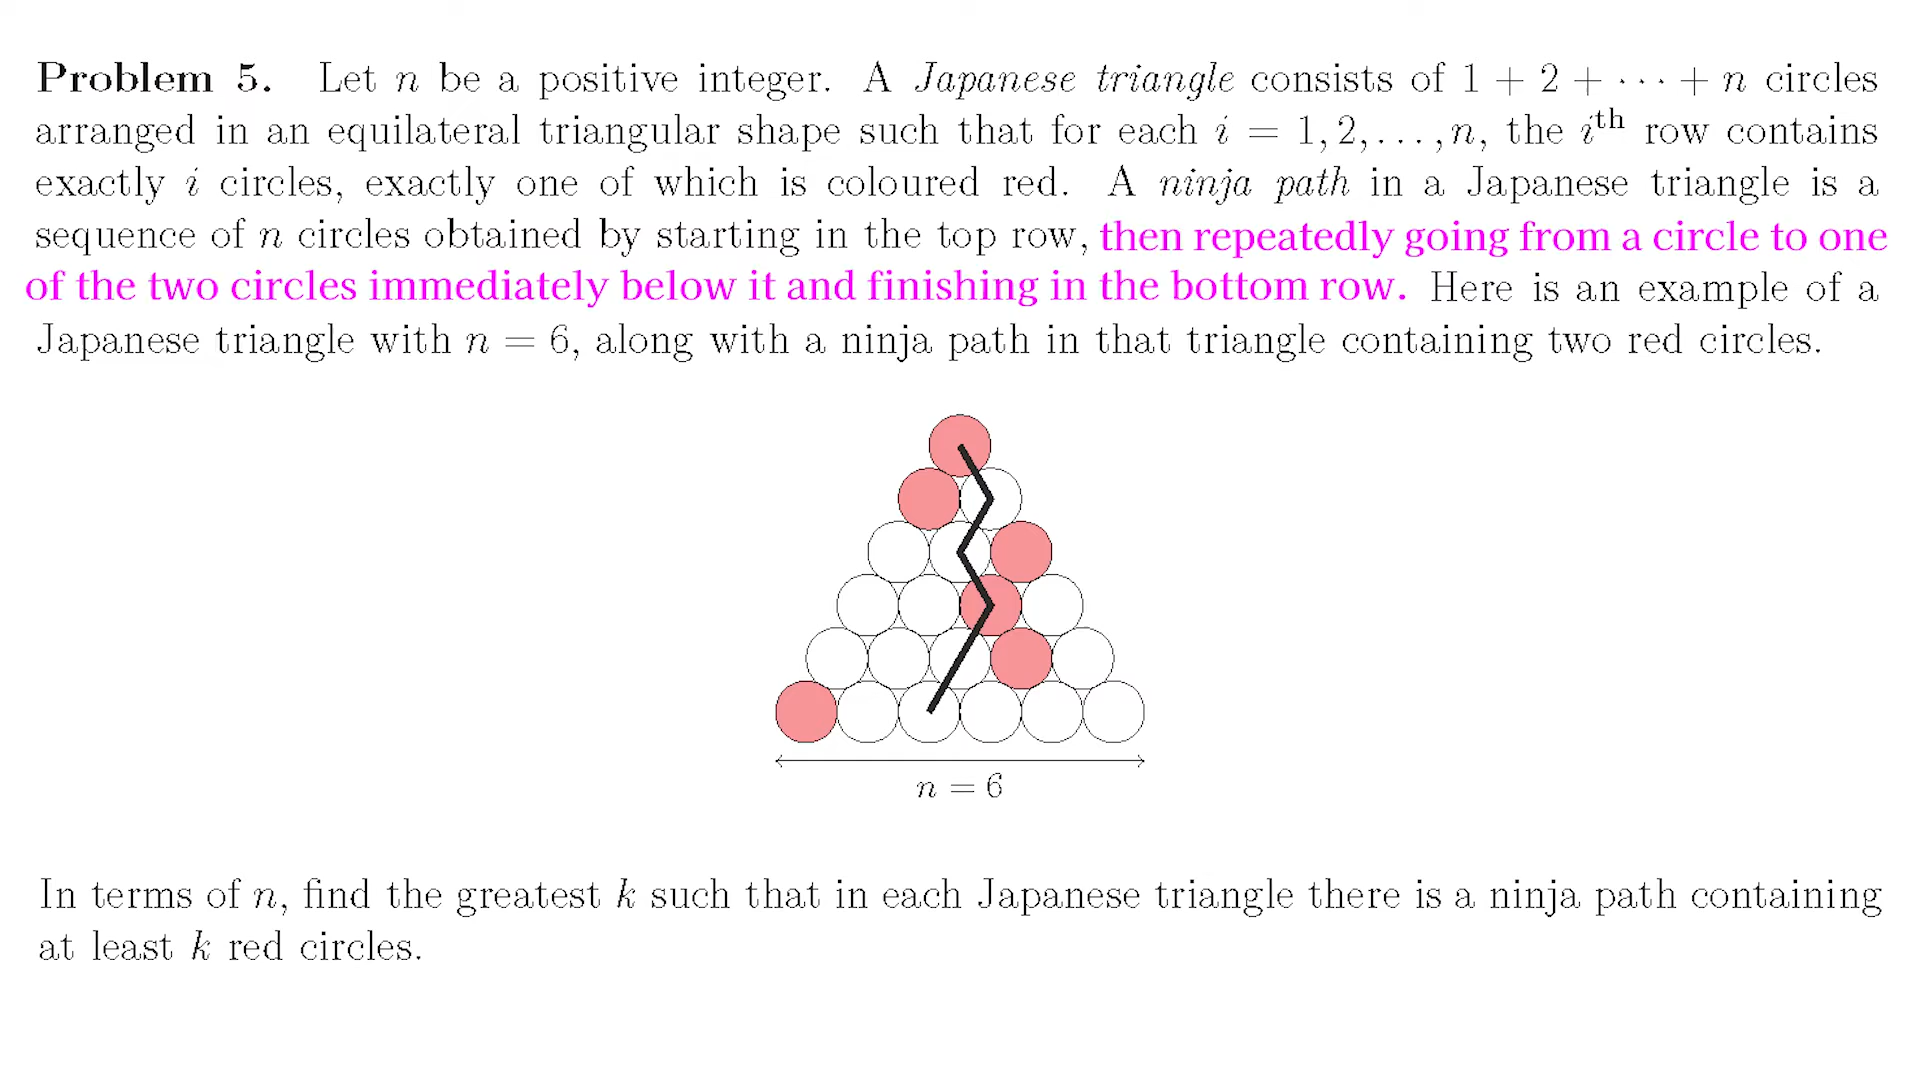 Problem 5. Let n be a positive integer. A Japanese triangle consists of 1 + 2 + · · · + n circles
arranged in an equilateral triangular shape such that for each i = 1, 2, . . . , n, the iᵗʰ row contains
exactly i circles, exactly one of which is coloured red. A ninja path in a Japanese triangle is a
sequence of n circles obtained by starting in the top row, then repeatedly going from a circle to one
of the two circles immediately below it and finishing in the bottom row. Here is an example of a
Japanese triangle with n = 6, along with a ninja path in that triangle containing two red circles.
n = 6
In terms of n, find the greatest k such that in each Japanese triangle there is a ninja path containing
at least k red circles.